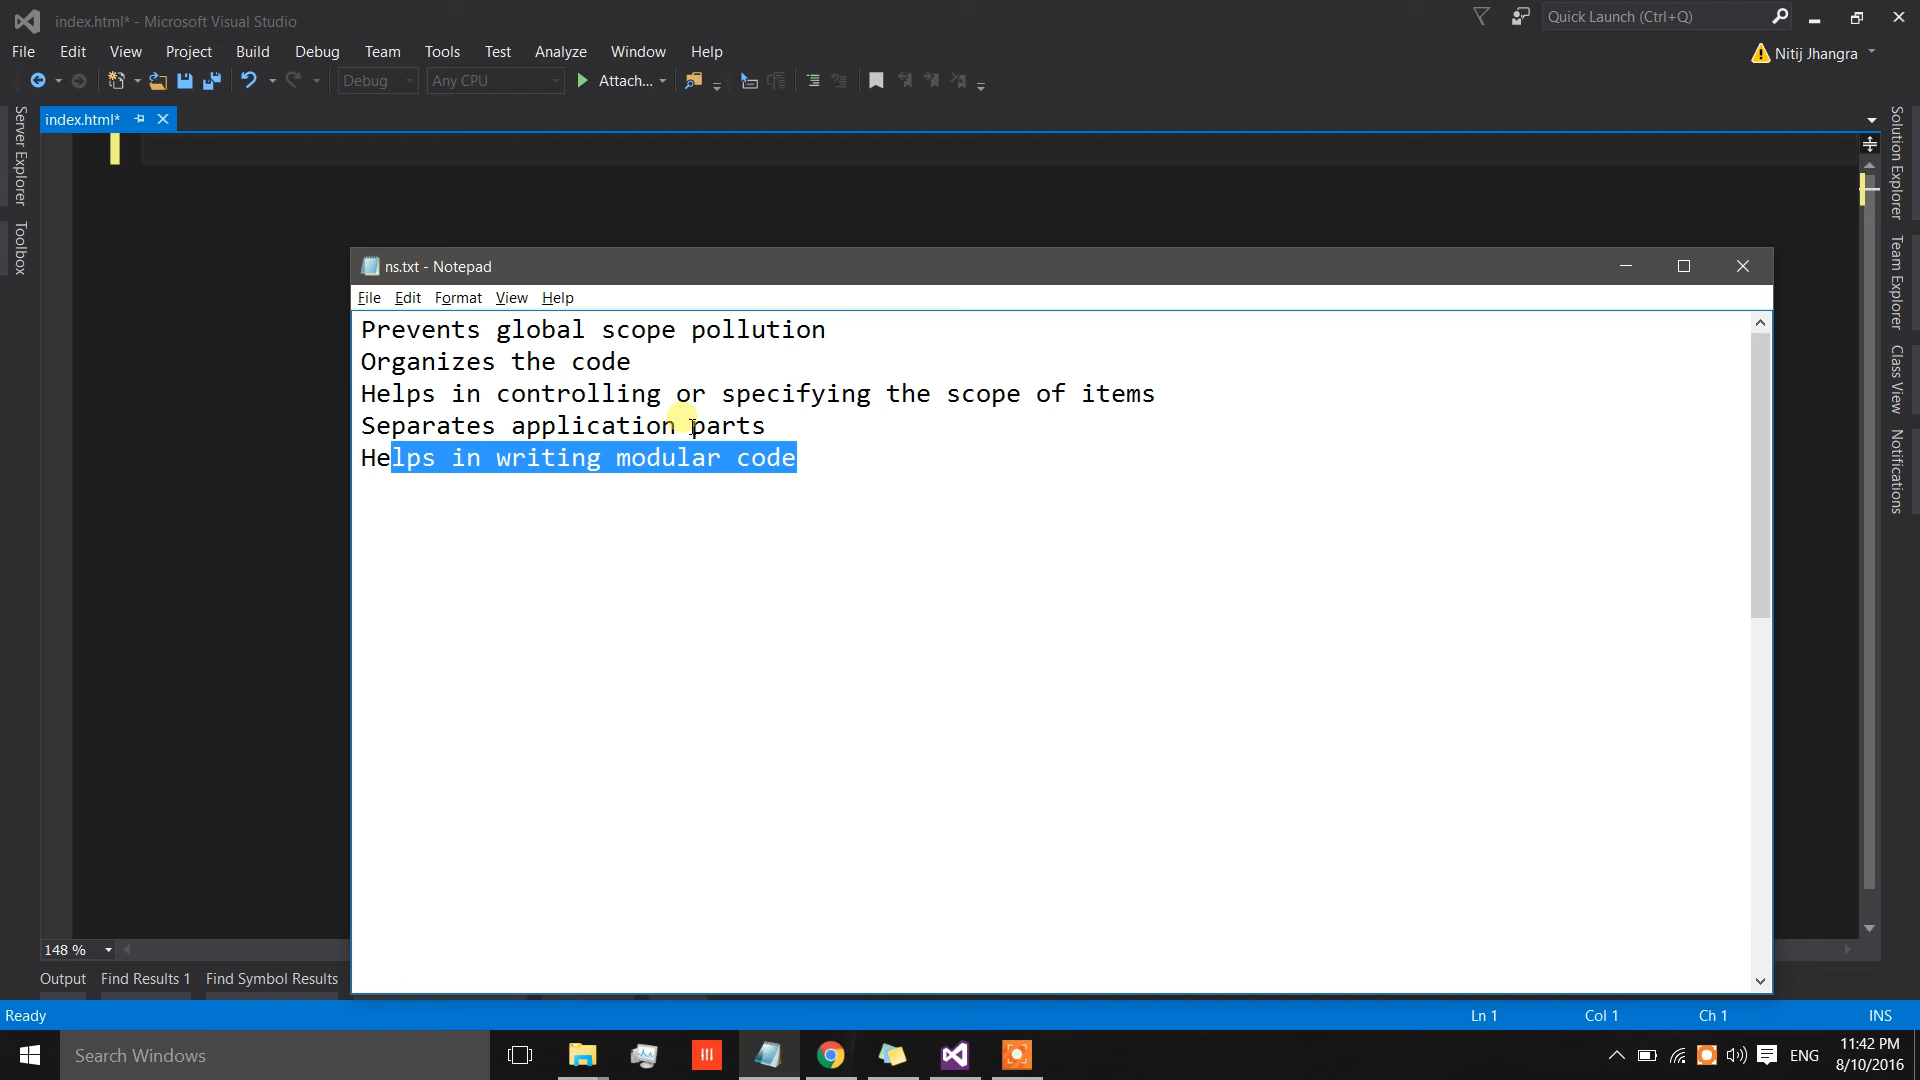 index.html* - Microsoft Visual Studio
Quick Launch (Ctrl+Q)
File Edit View Project Build Debug Team Tools Test Analyze Window Help
Nitij Jhangra
Debug Any CPU Attach...
index.html*
Server Explorer
Toolbox
Solution Explorer
Team Explorer
Class View
Notifications
ns.txt - Notepad
File Edit Format View Help
Prevents global scope pollution
Organizes the code
Helps in controlling or specifying the scope of items
Separates application parts
Helps in writing modular code
148 %
Output Find Results 1 Find Symbol Results
Ready Ln 1 Col 1 Ch 1 INS
Search Windows
ENG
11:42 PM
8/10/2016